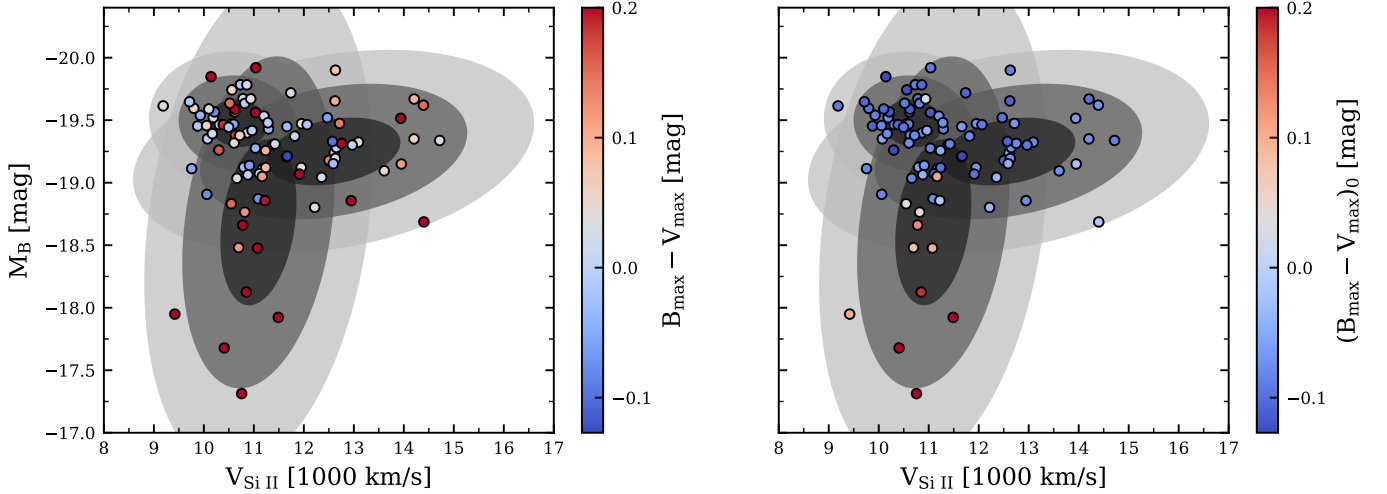 M_B [mag]
−20.0
−19.5
−19.0
−18.5
−18.0
−17.5
−17.0
8 9 10 11 12 13 14 15 16 17
V_Si II [1000 km/s]
0.2
0.1
0.0
−0.1
B_max − V_max [mag]
8 9 10 11 12 13 14 15 16 17
V_Si II [1000 km/s]
0.2
0.1
0.0
−0.1
(B_max − V_max)_0 [mag]